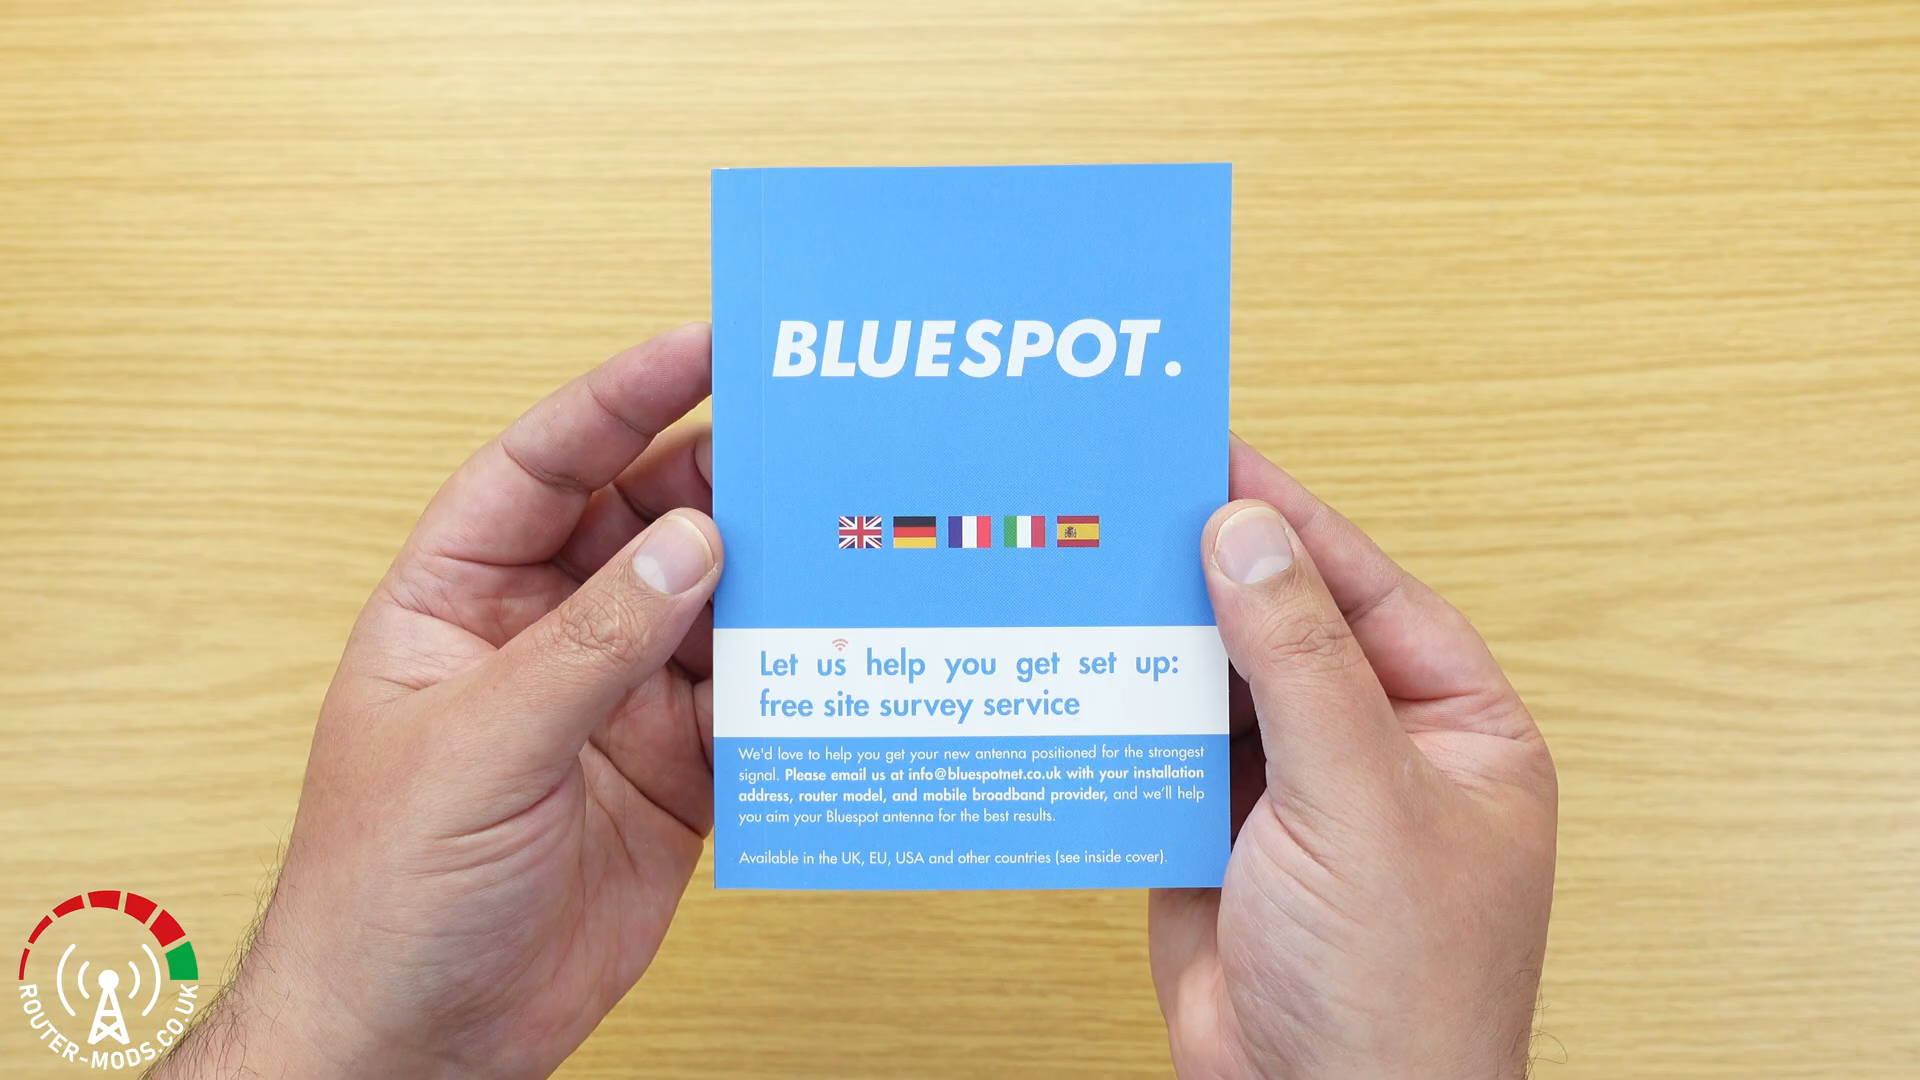 BLUESPOT.
Let us help you get set up:
free site survey service
We'd love to help you get your new antenna positioned for the strongest
signal. Please email us at info@bluespotnet.co.uk with your installation
address, router model, and mobile broadband provider, and we'll help
you aim your Bluespot antenna for the best results.
Available in the UK, EU, USA and other countries (see inside cover).
ROUTER-MODS.CO.UK